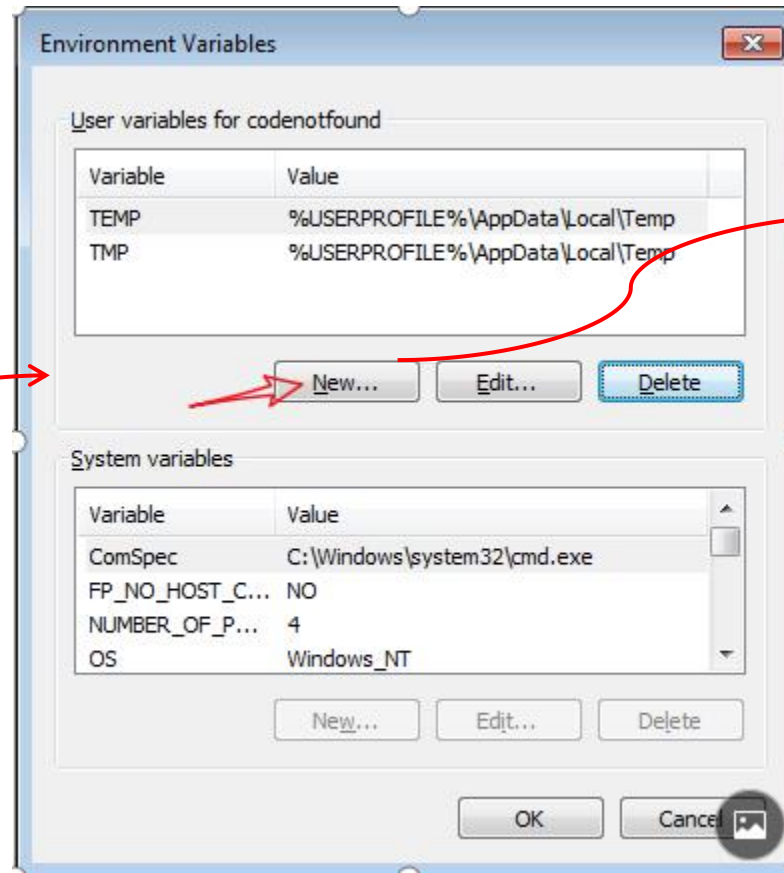 Environment Variables
User variables for codenotfound
Variable Value
TEMP %USERPROFILE%\AppData\Local\Temp
TMP %USERPROFILE%\AppData\Local\Temp
New... Edit... Delete
System variables
Variable Value
ComSpec C:\Windows\system32\cmd.exe
FP_NO_HOST_C... NO
NUMBER_OF_P... 4
OS Windows_NT
New... Edit... Delete
OK Cancel